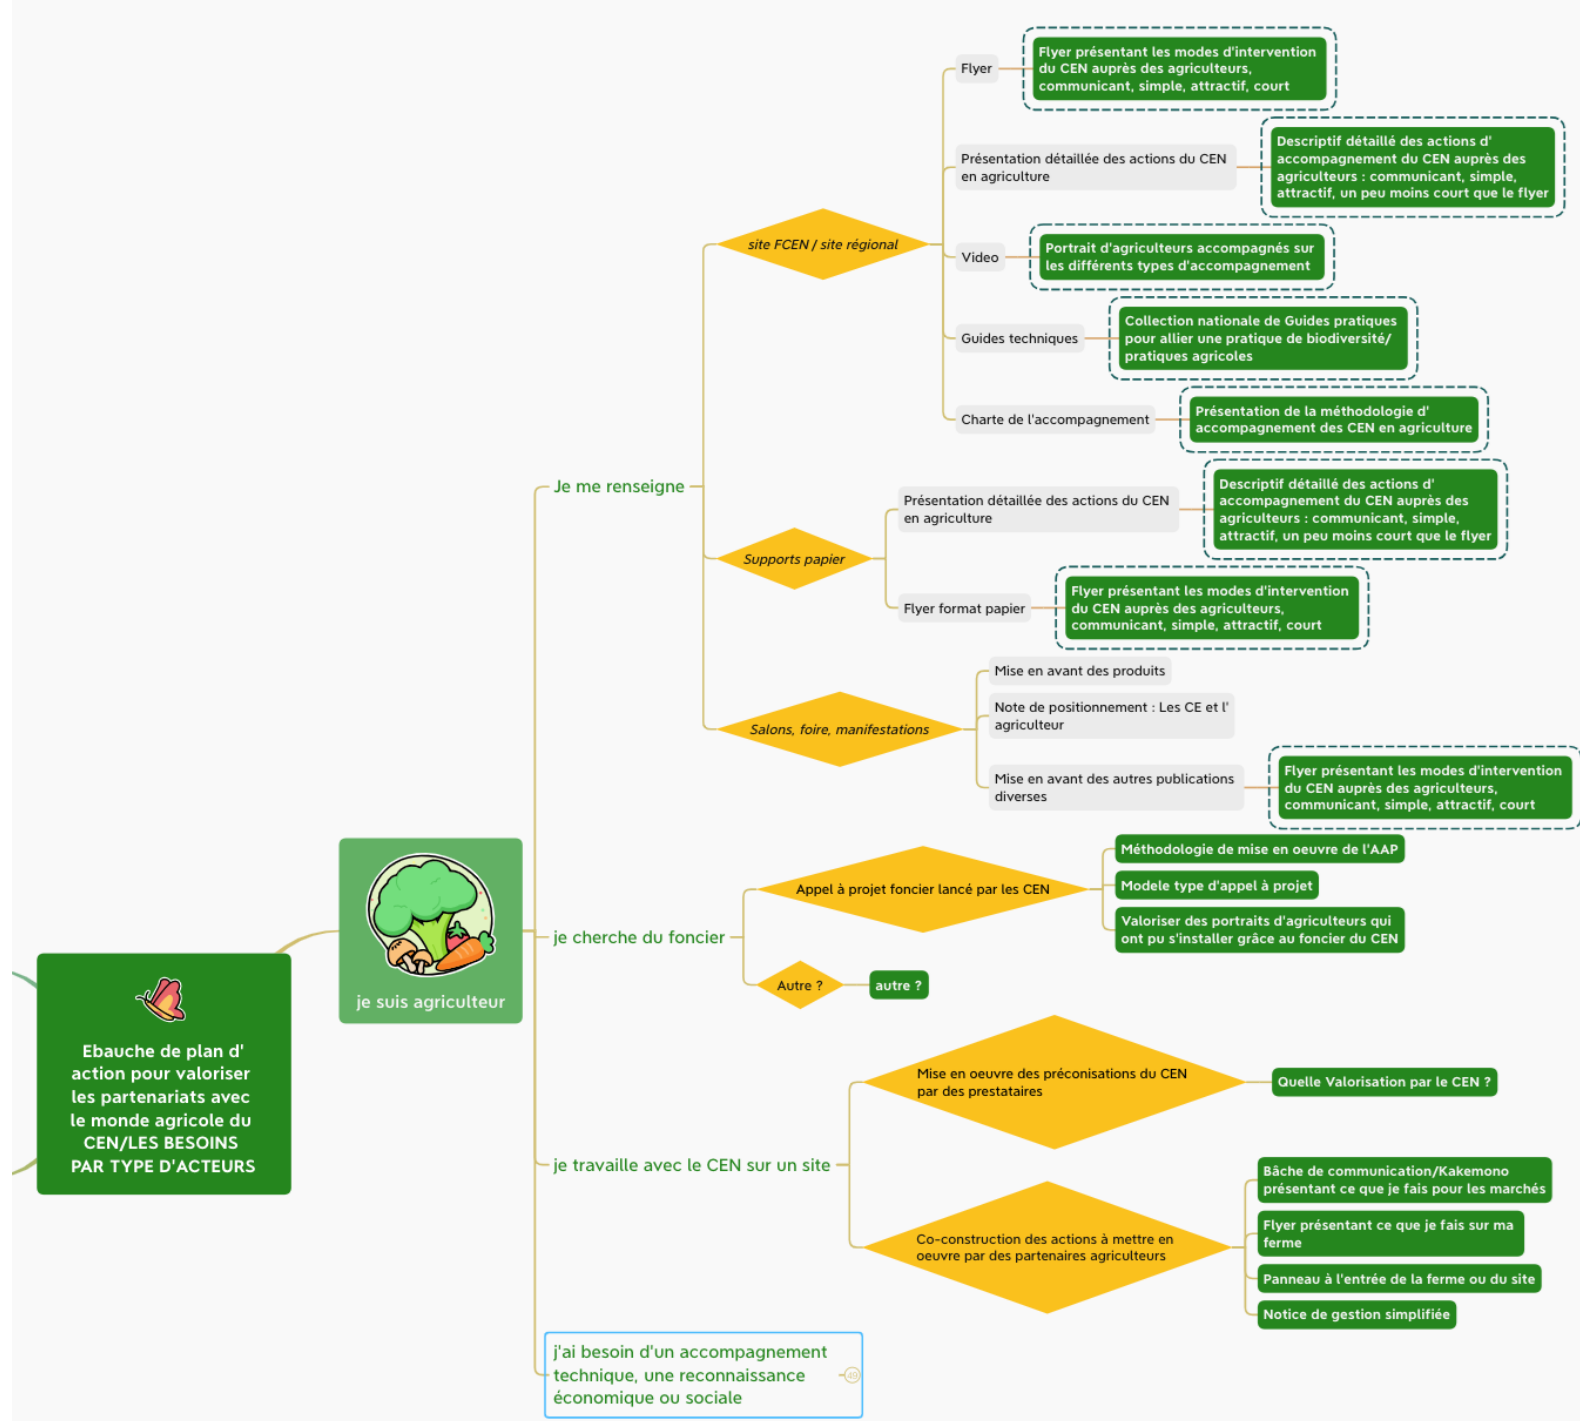 Ebauche de plan d'
action pour valoriser
les partenariats avec
le monde agricole du
CEN/LES BESOINS
PAR TYPE D'ACTEURS
je suis agriculteur
Je me renseigne
site FCEN / site régional
Flyer
Flyer présentant les modes d'intervention
du CEN auprès des agriculteurs,
communicant, simple, attractif, court
Présentation détaillée des actions du CEN
en agriculture
Descriptif détaillé des actions d'
accompagnement du CEN auprès des
agriculteurs : communicant, simple,
attractif, un peu moins court que le flyer
Video
Portrait d'agriculteurs accompagnés sur
les différents types d'accompagnement
Guides techniques
Collection nationale de Guides pratiques
pour allier une pratique de biodiversité/
pratiques agricoles
Charte de l'accompagnement
Présentation de la méthodologie d'
accompagnement des CEN en agriculture
Supports papier
Présentation détaillée des actions du CEN
en agriculture
Descriptif détaillé des actions d'
accompagnement du CEN auprès des
agriculteurs : communicant, simple,
attractif, un peu moins court que le flyer
Flyer format papier
Flyer présentant les modes d'intervention
du CEN auprès des agriculteurs,
communicant, simple, attractif, court
Salons, foire, manifestations
Mise en avant des produits
Note de positionnement : Les CE et l'
agriculteur
Mise en avant des autres publications
diverses
Flyer présentant les modes d'intervention
du CEN auprès des agriculteurs,
communicant, simple, attractif, court
je cherche du foncier
Appel à projet foncier lancé par les CEN
Méthodologie de mise en oeuvre de l'AAP
Modele type d'appel à projet
Valoriser des portraits d'agriculteurs qui
ont pu s'installer grâce au foncier du CEN
Autre ?
autre ?
je travaille avec le CEN sur un site
Mise en oeuvre des préconisations du CEN
par des prestataires
Quelle Valorisation par le CEN ?
Co-construction des actions à mettre en
oeuvre par des partenaires agriculteurs
Bâche de communication/Kakemono
présentant ce que je fais pour les marchés
Flyer présentant ce que je fais sur ma
ferme
Panneau à l'entrée de la ferme ou du site
Notice de gestion simplifiée
j'ai besoin d'un accompagnement
technique, une reconnaissance
économique ou sociale